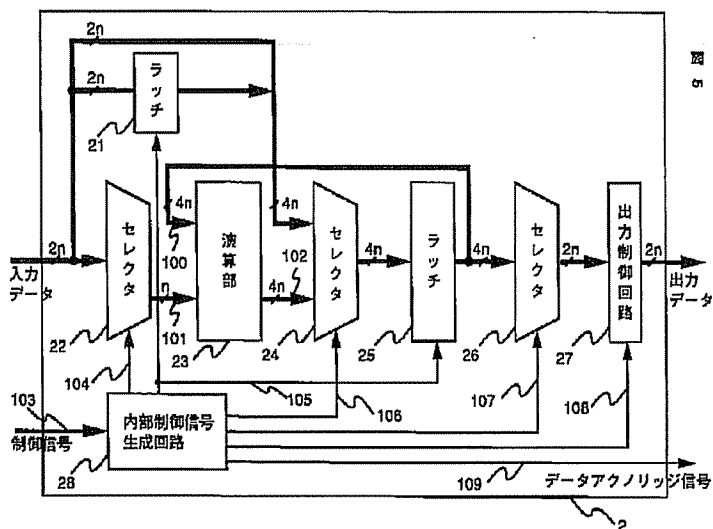 図5
2n
2n
ラッチ
21
4n
4n
2n
入力データ
セレクタ
22
n
100
101
演算部
23
4n
102
セレクタ
24
4n
ラッチ
25
4n
セレクタ
26
2n
出力制御回路
27
2n
出力データ
104
105
106
107
108
103
制御信号
内部制御信号生成回路
28
109
データアクノリッジ信号
2